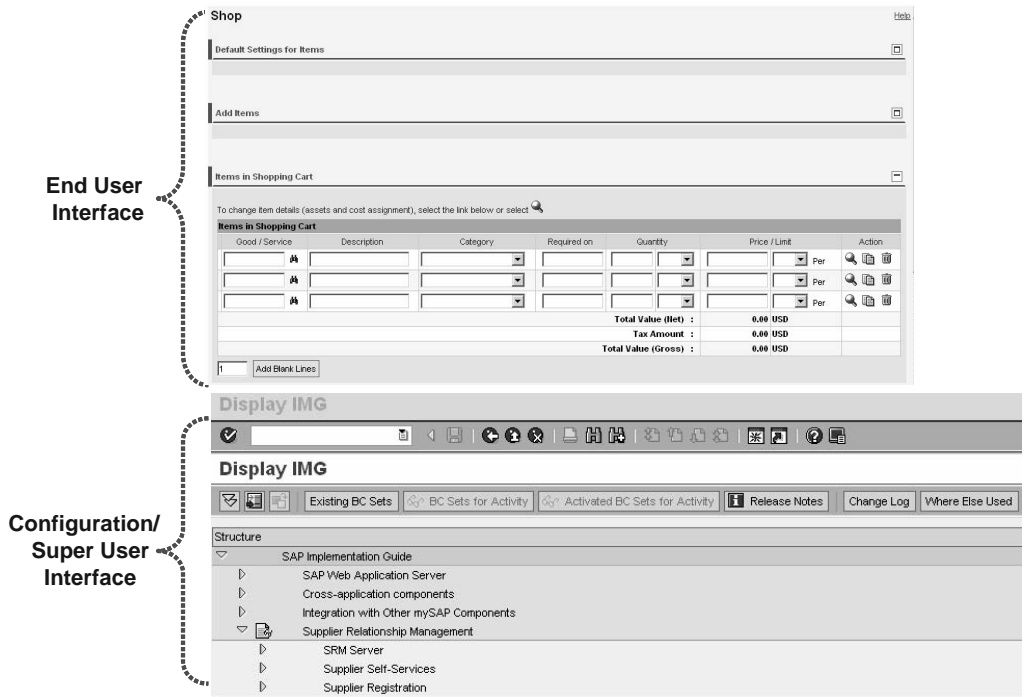 Shop
Help
Default Settings for Items
Add Items
Items in Shopping Cart
End User
Interface
To change item details (assets and cost assignment), select the link below or select
Items in Shopping Cart
Good / Service Description Category Required on Quantity Price / Limit Action
Per
Per
Per
Total Value (Net) : 0.00 USD
Tax Amount : 0.00 USD
Total Value (Gross) : 0.00 USD
1 Add Blank Lines
Display IMG
Display IMG
Existing BC Sets BC Sets for Activity Activated BC Sets for Activity Release Notes Change Log Where Else Used
Configuration/
Super User
Interface
Structure
SAP Implementation Guide
SAP Web Application Server
Cross-application components
Integration with Other mySAP Components
Supplier Relationship Management
SRM Server
Supplier Self-Services
Supplier Registration